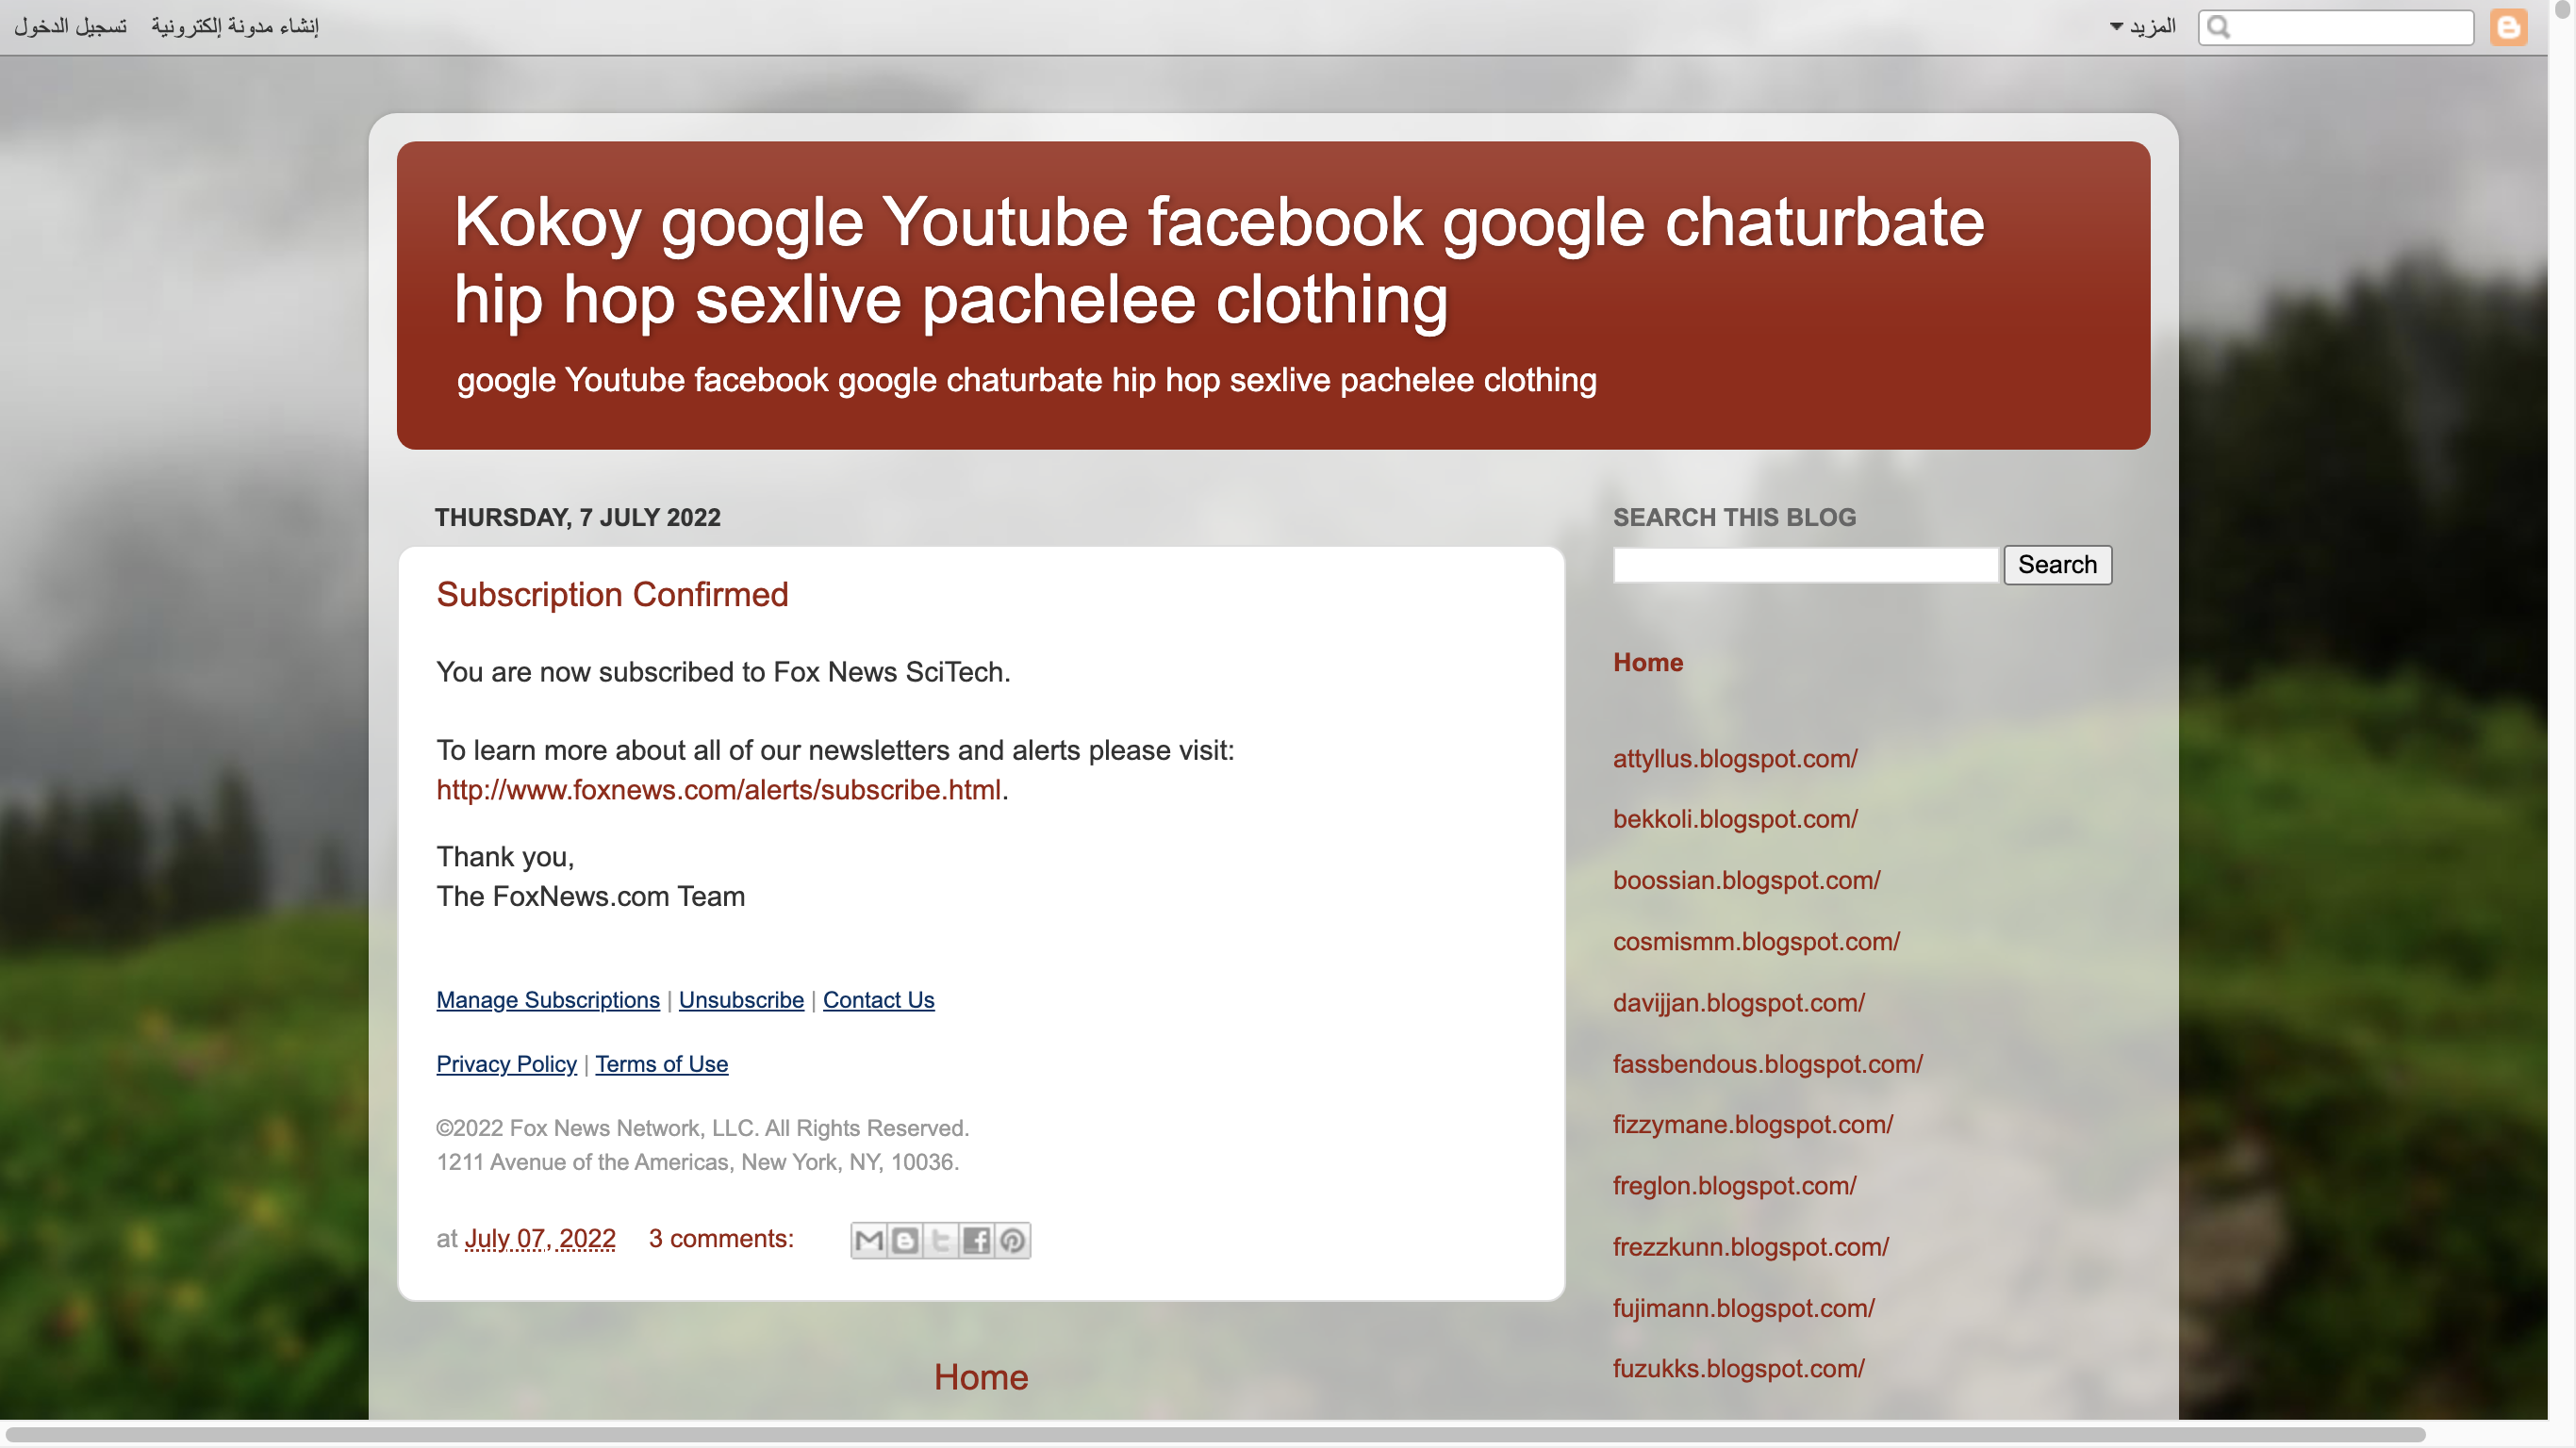 تسجيل الدخول إنشاء مدونة إلكترونية المزيد
Kokoy google Youtube facebook google chaturbate
hip hop sexlive pachelee clothing
google Youtube facebook google chaturbate hip hop sexlive pachelee clothing
THURSDAY, 7 JULY 2022
Subscription Confirmed
You are now subscribed to Fox News SciTech.
To learn more about all of our newsletters and alerts please visit:
http://www.foxnews.com/alerts/subscribe.html.
Thank you,
The FoxNews.com Team
Manage Subscriptions | Unsubscribe | Contact Us
Privacy Policy | Terms of Use
©2022 Fox News Network, LLC. All Rights Reserved.
1211 Avenue of the Americas, New York, NY, 10036.
at July 07, 2022 3 comments:
Home
SEARCH THIS BLOG
Search
Home
attyllus.blogspot.com/
bekkoli.blogspot.com/
boossian.blogspot.com/
cosmismm.blogspot.com/
davijjan.blogspot.com/
fassbendous.blogspot.com/
fizzymane.blogspot.com/
freglon.blogspot.com/
frezzkunn.blogspot.com/
fujimann.blogspot.com/
fuzukks.blogspot.com/